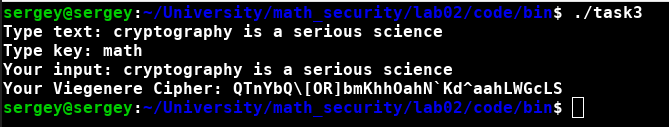 sergey@sergey:~/University/math_security/lab02/code/bin$ ./task3
Type text: cryptography is a serious science
Type key: math
Your input: cryptography is a serious science
Your Viegenere Cipher: QTnYbQ\[OR]bmKhhOahN`Kd^aahLWGcLS
sergey@sergey:~/University/math_security/lab02/code/bin$